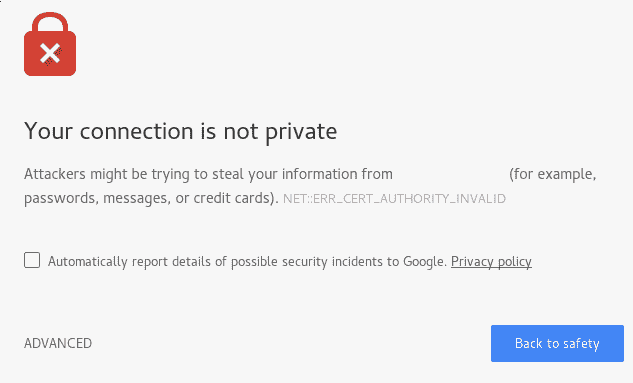 Your connection is not private
Attackers might be trying to steal your information from (for example,
passwords, messages, or credit cards). NET::ERR_CERT_AUTHORITY_INVALID
Automatically report details of possible security incidents to Google. Privacy policy
ADVANCED
Back to safety